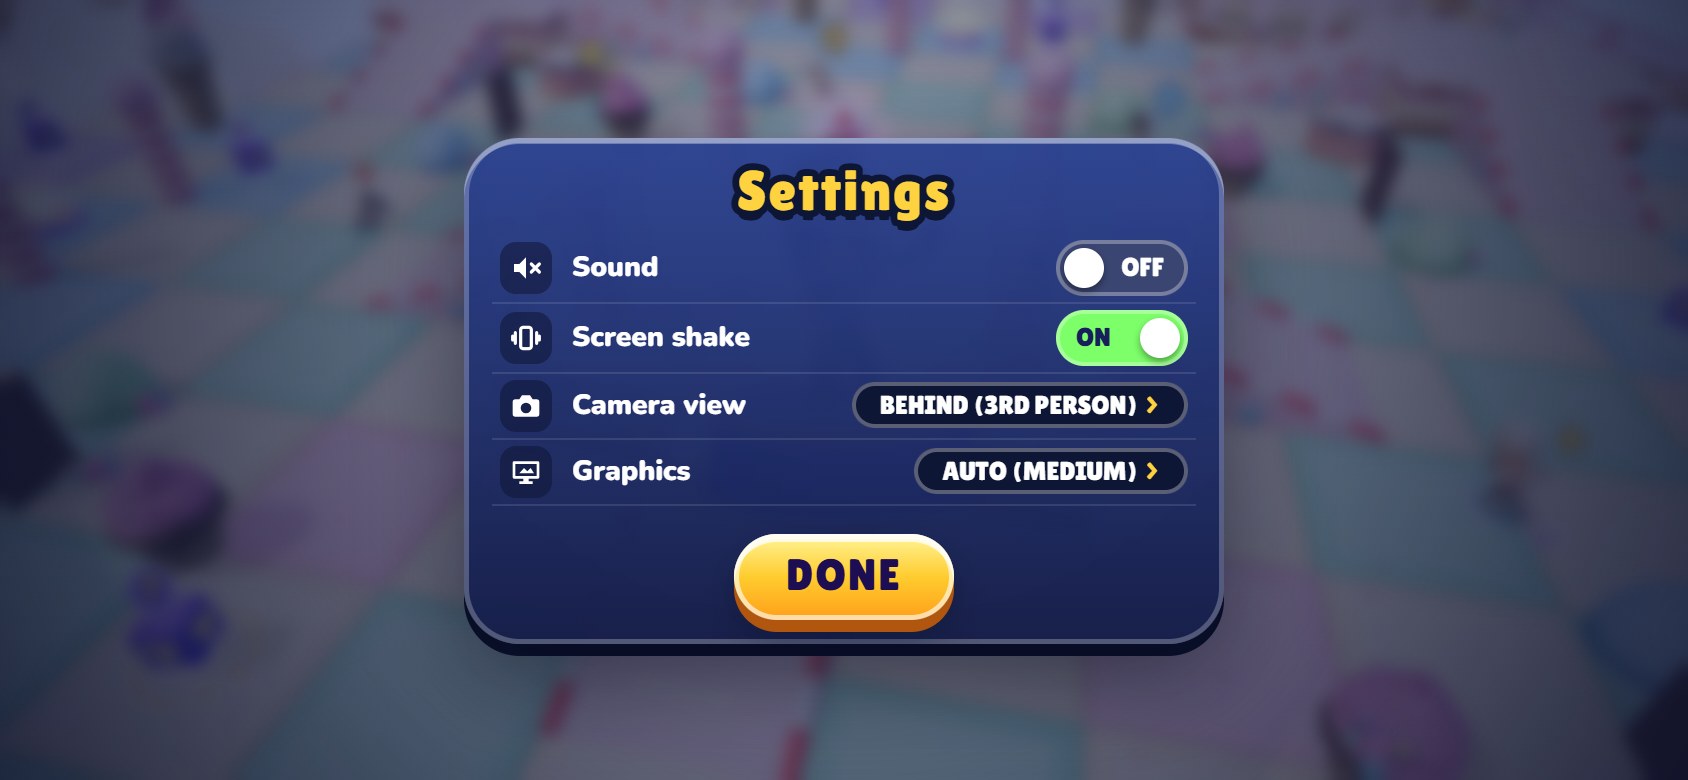 Settings
Sound OFF
Screen shake ON
Camera view BEHIND (3RD PERSON) >
Graphics AUTO (MEDIUM) >
DONE